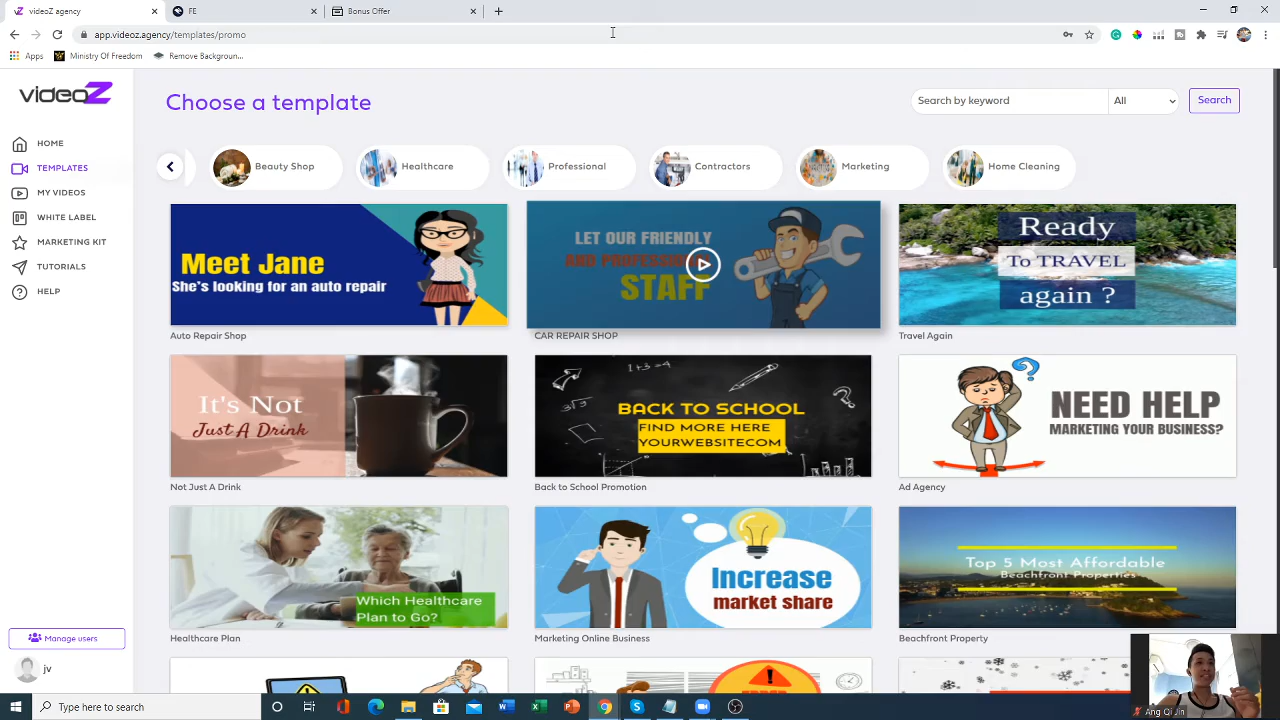 videoZ agency
FE
Bonus Offer
app.videoz.agency/templates/promo
Apps
Ministry Of Freedom
Remove Backgroun...
videoZ
Choose a template
Search by keyword
All
Search
HOME
TEMPLATES
MY VIDEOS
WHITE LABEL
MARKETING KIT
TUTORIALS
HELP
Beauty Shop
Healthcare
Professional
Contractors
Marketing
Home Cleaning
Meet Jane
She's looking for an auto repair
LET OUR FRIENDLY
AND PROFESSIONAL
STAFF
Ready
To TRAVEL
again ?
Auto Repair Shop
CAR REPAIR SHOP
Travel Again
It's Not
Just A Drink
1+3=4
BACK TO SCHOOL
FIND MORE HERE
YOURWEBSITECOM
NEED HELP
MARKETING YOUR BUSINESS?
Not Just A Drink
Back to School Promotion
Ad Agency
Which Healthcare
Plan to Go?
Increase
market share
Top 5 Most Affordable
Beachfront Properties
Healthcare Plan
Marketing Online Business
Beachfront Property
Manage users
jv
Ang Qi Jin
Type here to search